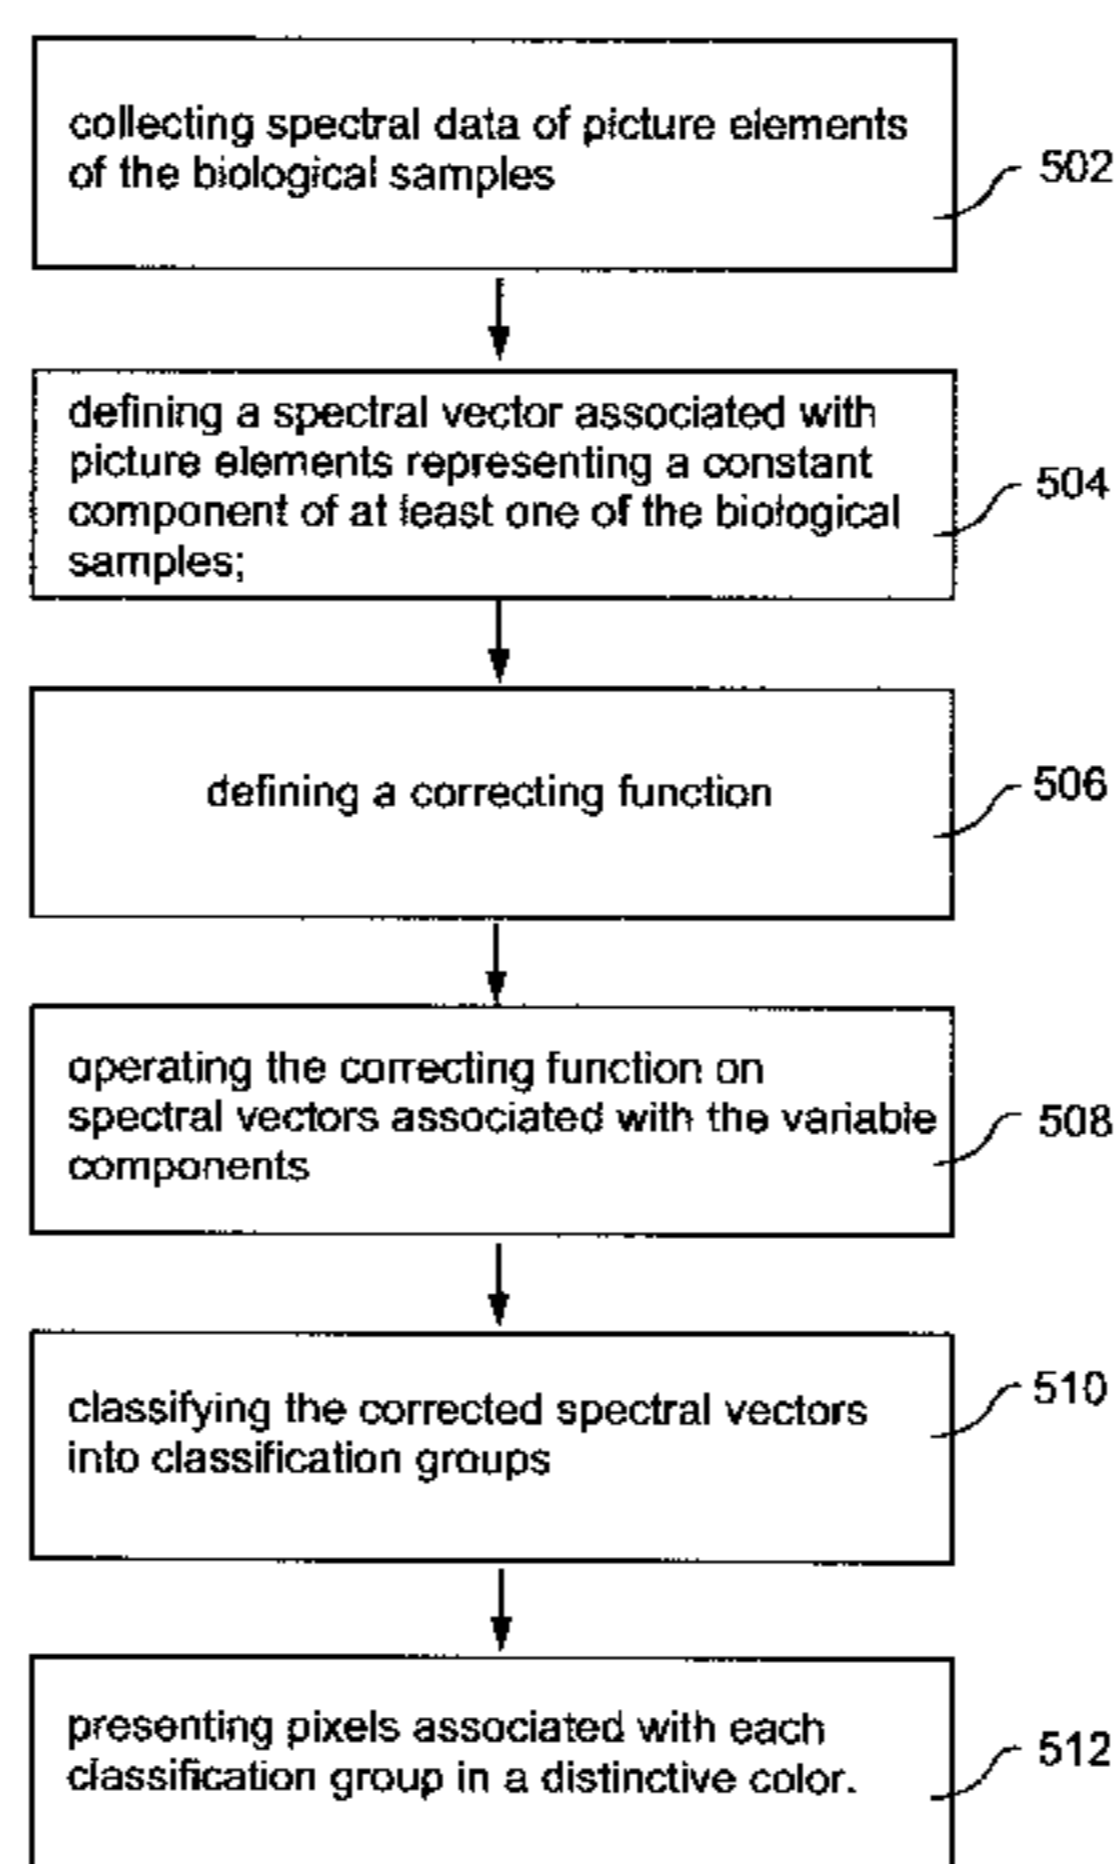 collecting spectral data of picture elements
of the biological samples
502
defining a spectral vector associated with
picture elements representing a constant
component of at least one of the biological
samples;
504
defining a correcting function
506
operating the correcting function on
spectral vectors associated with the variable
components
508
classifying the corrected spectral vectors
into classification groups
510
presenting pixels associated with each
classification group in a distinctive color.
512